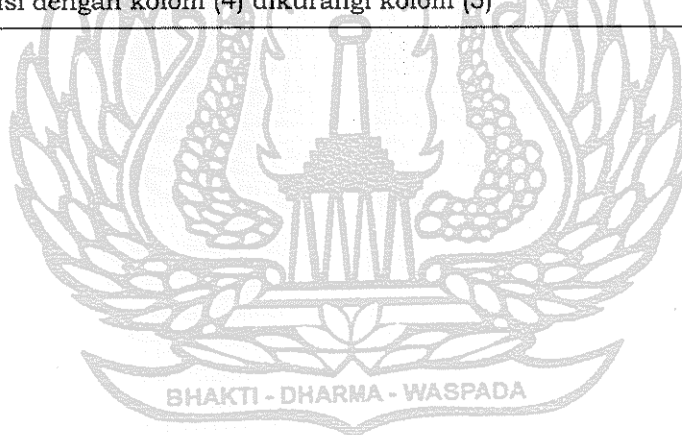 isi dengan kolom (4) dikurangi kolom (5)
BHAKTI - DHARMA - WASPADA